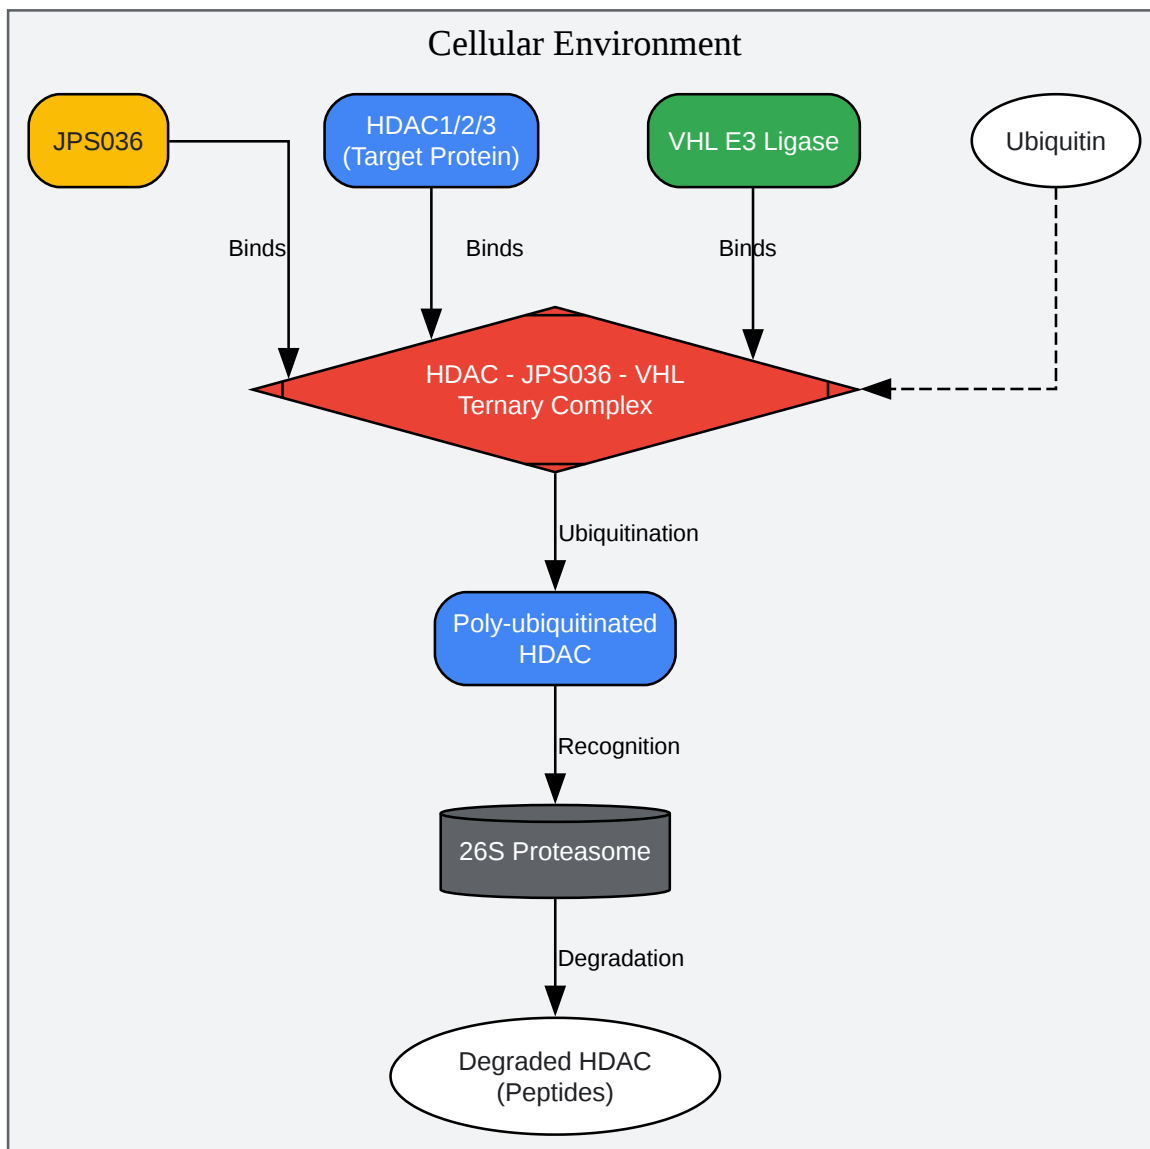 Cellular Environment
JPS036
HDAC1/2/3
(Target Protein)
VHL E3 Ligase
Ubiquitin
Binds
Binds
Binds
HDAC - JPS036 - VHL
Ternary Complex
Ubiquitination
Poly-ubiquitinated
HDAC
Recognition
26S Proteasome
Degradation
Degraded HDAC
(Peptides)